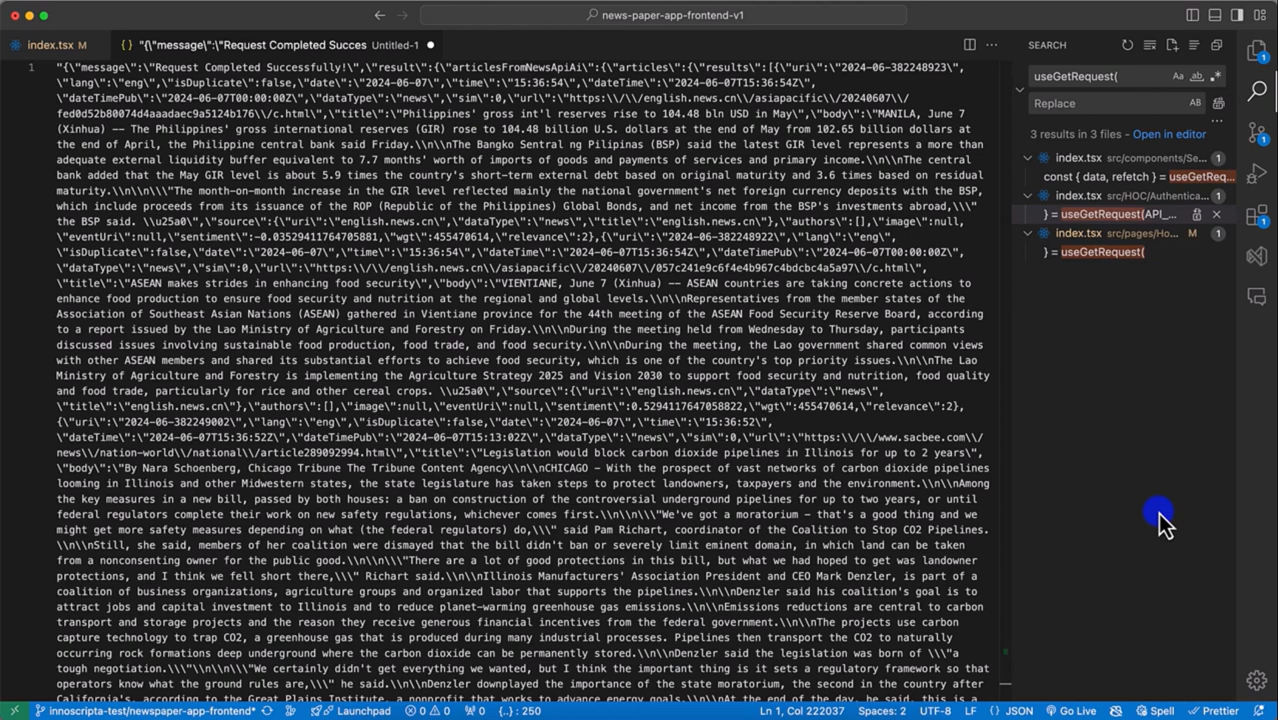 news-paper-app-frontend-v1
index.tsx M
{} "{\"message\":\"Request Completed Succes Untitled-1
SEARCH
1
"{\"message\":\"Request Completed Successfully!\",\"result\":{\"articlesFromNewsApiAi\":{\"articles\":{\"results\":[{\"uri\":\"2024-06-382248923\",
\"lang\":\"eng\",\"isDuplicate\":false,\"date\":\"2024-06-07\",\"time\":\"15:36:54\",\"dateTime\":\"2024-06-07T15:36:54Z\",
\"dateTimePub\":\"2024-06-07T00:00:00Z\",\"dataType\":\"news\",\"sim\":0,\"url\":\"https:\/\/english.news.cn\/asiapacific\/20240607\/
fed0d52b80074d4aaadaec9a5124b176\/c.html\",\"title\":\"Philippines' gross int'l reserves rise to 104.48 bln USD in May\",\"body\":\"MANILA, June 7
(Xinhua) -- The Philippines' gross international reserves (GIR) rose to 104.48 billion U.S. dollars at the end of May from 102.65 billion dollars at
the end of April, the Philippine central bank said Friday.\\n\\nThe Bangko Sentral ng Pilipinas (BSP) said the latest GIR level represents a more than
adequate external liquidity buffer equivalent to 7.7 months' worth of imports of goods and payments of services and primary income.\\n\\nThe central
bank added that the May GIR level is about 5.9 times the country's short-term external debt based on original maturity and 3.6 times based on residual
maturity.\\n\\n\\\"The month-on-month increase in the GIR level reflected mainly the national government's net foreign currency deposits with the BSP,
which include proceeds from its issuance of the ROP (Republic of the Philippines) Global Bonds, and net income from the BSP's investments abroad,\\\"
the BSP said. \\u25a0\",\"source\":{\"uri\":\"english.news.cn\",\"dataType\":\"news\",\"title\":\"english.news.cn\"},\"authors\":[],\"image\":null,
\"eventUri\":null,\"sentiment\":-0.03529411764705881,\"wgt\":455470614,\"relevance\":2},{\"uri\":\"2024-06-382248922\",\"lang\":\"eng\",
\"isDuplicate\":false,\"date\":\"2024-06-07\",\"time\":\"15:36:54\",\"dateTime\":\"2024-06-07T15:36:54Z\",\"dateTimePub\":\"2024-06-07T00:00:00Z\",
\"dataType\":\"news\",\"sim\":0,\"url\":\"https:\/\/english.news.cn\/asiapacific\/20240607\/057c241e9c6f4e4b967c4bdcbc4a5a97\/c.html\",
\"title\":\"ASEAN makes strides in enhancing food security\",\"body\":\"VIENTIANE, June 7 (Xinhua) -- ASEAN countries are taking concrete actions to
enhance food production to ensure food security and nutrition at the regional and global levels.\\n\\nRepresentatives from the member states of the
Association of Southeast Asian Nations (ASEAN) gathered in Vientiane province for the 44th meeting of the ASEAN Food Security Reserve Board, according
to a report issued by the Lao Ministry of Agriculture and Forestry on Friday.\\n\\nDuring the meeting held from Wednesday to Thursday, participants
discussed issues involving sustainable food production, food trade, and food security.\\n\\nDuring the meeting, the Lao government shared common views
with other ASEAN members and shared its substantial efforts to achieve food security, which is one of the country's top priority issues.\\n\\nThe Lao
Ministry of Agriculture and Forestry is implementing the Agriculture Strategy 2025 and Vision 2030 to support food security and nutrition, food quality
and food trade, particularly for rice and other cereal crops. \\u25a0\",\"source\":{\"uri\":\"english.news.cn\",\"dataType\":\"news\",
\"title\":\"english.news.cn\"},\"authors\":[],\"image\":null,\"eventUri\":null,\"sentiment\":0.5294117647058822,\"wgt\":455470614,\"relevance\":2},
{\"uri\":\"2024-06-382249002\",\"lang\":\"eng\",\"isDuplicate\":false,\"date\":\"2024-06-07\",\"time\":\"15:36:52\",
\"dateTime\":\"2024-06-07T15:36:52Z\",\"dateTimePub\":\"2024-06-07T15:13:02Z\",\"dataType\":\"news\",\"sim\":0,\"url\":\"https:\/\/www.sacbee.com\/
news\/nation-world\/national\/article289092994.html\",\"title\":\"Legislation would block carbon dioxide pipelines in Illinois for up to 2 years\",
\"body\":\"By Nara Schoenberg, Chicago Tribune The Tribune Content Agency\\n\\nCHICAGO – With the prospect of vast networks of carbon dioxide pipelines
looming in Illinois and other Midwestern states, the state legislature has taken steps to protect landowners, taxpayers and the environment.\\n\\nAmong
the key measures in a new bill, passed by both houses: a ban on construction of the controversial underground pipelines for up to two years, or until
federal regulators complete their work on new safety regulations, whichever comes first.\\n\\n\\\"We've got a moratorium – that's a good thing and we
might get more safety measures depending on what (the federal regulators) do,\\\" said Pam Richart, coordinator of the Coalition to Stop CO2 Pipelines.
\\n\\nStill, she said, members of her coalition were dismayed that the bill didn't ban or severely limit eminent domain, in which land can be taken
from a nonconsenting owner for the public good.\\n\\n\\\"There are a lot of good protections in this bill, but what we had hoped to get was landowner
protections, and I think we fell short there,\\\" Richart said.\\n\\nIllinois Manufacturers' Association President and CEO Mark Denzler, is part of a
coalition of business organizations, agriculture groups and organized labor that supports the pipelines.\\n\\nDenzler said his coalition's goal is to
attract jobs and capital investment to Illinois and to reduce planet-warming greenhouse gas emissions.\\n\\nEmissions reductions are central to carbon
transport and storage projects and the reason they receive generous financial incentives from the federal government.\\n\\nThe projects use carbon
capture technology to trap CO2, a greenhouse gas that is produced during many industrial processes. Pipelines then transport the CO2 to naturally
occurring rock formations deep underground where the carbon dioxide can be permanently stored.\\n\\nDenzler said the legislation was born of \\\"a
tough negotiation.\\\"\\n\\n\\\"We certainly didn't get everything we wanted, but I think the important thing is it sets a regulatory framework so that
operators know what the ground rules are,\\\" he said.\\n\\nDenzler downplayed the importance of the state moratorium, the second in the country after
California's, according to the Great Plains Institute, a nonprofit that works to advance energy goals.\\n\\nAt the end of the day, he said, this is a
useGetRequest(
Aa ab
Replace
AB
3 results in 3 files - Open in editor
index.tsx src/components/Se... 1
const { data, refetch } = useGetReq...
index.tsx src/HOC/Authentica... 1
} = useGetRequest(API_...
index.tsx src/pages/Ho... M 1
} = useGetRequest(
1
1
1
innoscripta-test/newspaper-app-frontend* Launchpad 0 0 0 {..} : 250 Ln 1, Col 222037 Spaces: 2 UTF-8 LF {} JSON Go Live Spell Prettier